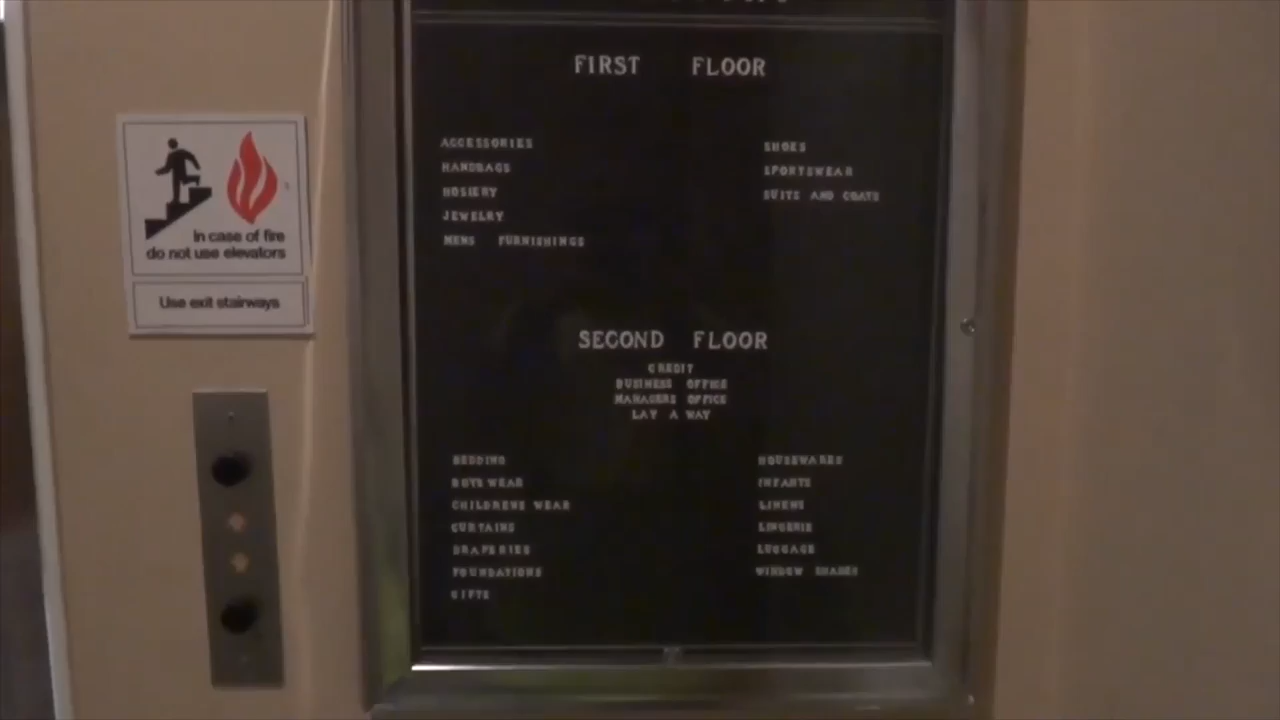 FIRST FLOOR
ACCESSORIES
HANDBAGS
HOSIERY
JEWELRY
MENS FURNISHINGS
SHOES
SPORTSWEAR
SUITS AND COATS
SECOND FLOOR
CREDIT
BUSINESS OFFICE
MANAGERS OFFICE
LAY A WAY
BEDDING
BOYS WEAR
CHILDRENS WEAR
CURTAINS
DRAPERIES
FOUNDATIONS
GIFTS
HOUSEWARES
INFANTS
LINENS
LINGERIE
LUGGAGE
WINDOW SHADES
In case of fire
do not use elevators
Use exit stairways